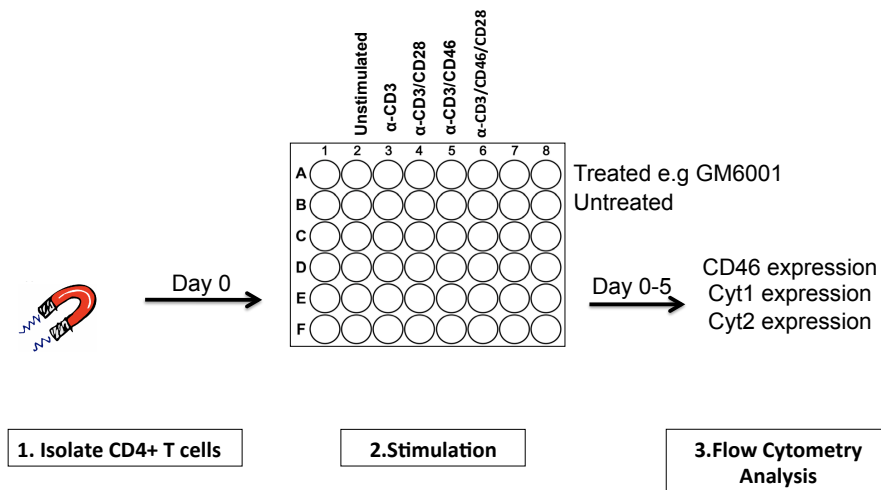 Unstimulated
α-CD3
α-CD3/CD28
α-CD3/CD46
α-CD3/CD46/CD28
1 2 3 4 5 6 7 8
A
B
C
D
E
F
Treated e.g GM6001
Untreated
Day 0
Day 0-5
CD46 expression
Cyt1 expression
Cyt2 expression
1. Isolate CD4+ T cells
2.Stimulation
3.Flow Cytometry
Analysis